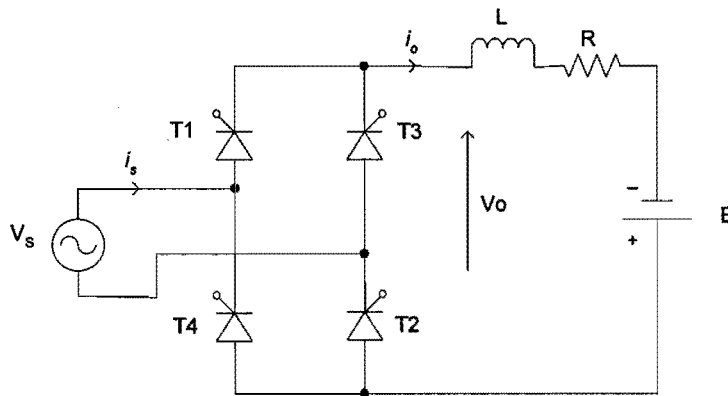 L
R
i_o
T1
T3
i_s
V_s
Vo
−
E
+
T4
T2